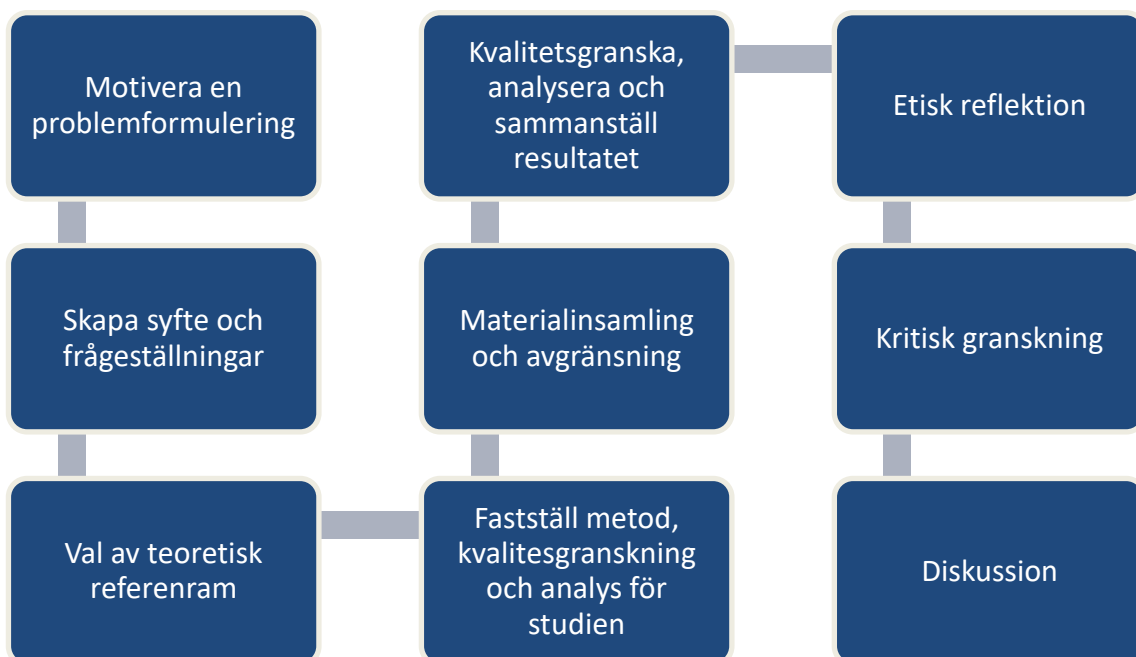 Motivera en
problemformulering
Skapa syfte och
frågeställningar
Val av teoretisk
referenram
Fastställ metod,
kvalitesgranskning
och analys för
studien
Materialinsamling
och avgränsning
Kvalitetsgranska,
analysera och
sammanställ
resultatet
Etisk reflektion
Kritisk granskning
Diskussion